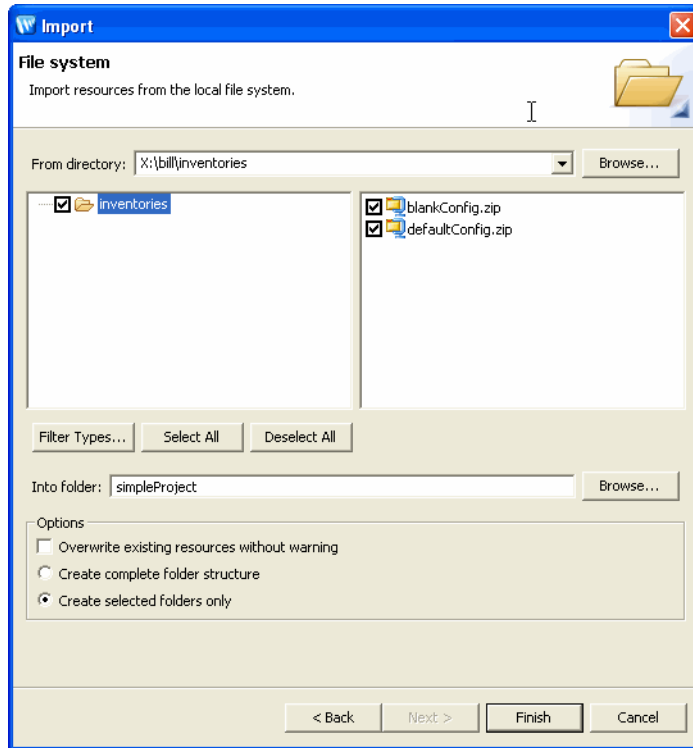 Import
File system
Import resources from the local file system.
From directory: X:\bill\inventories Browse...
inventories
blankConfig.zip
defaultConfig.zip
Filter Types... Select All Deselect All
Into folder: simpleProject Browse...
Options
Overwrite existing resources without warning
Create complete folder structure
Create selected folders only
< Back Next > Finish Cancel